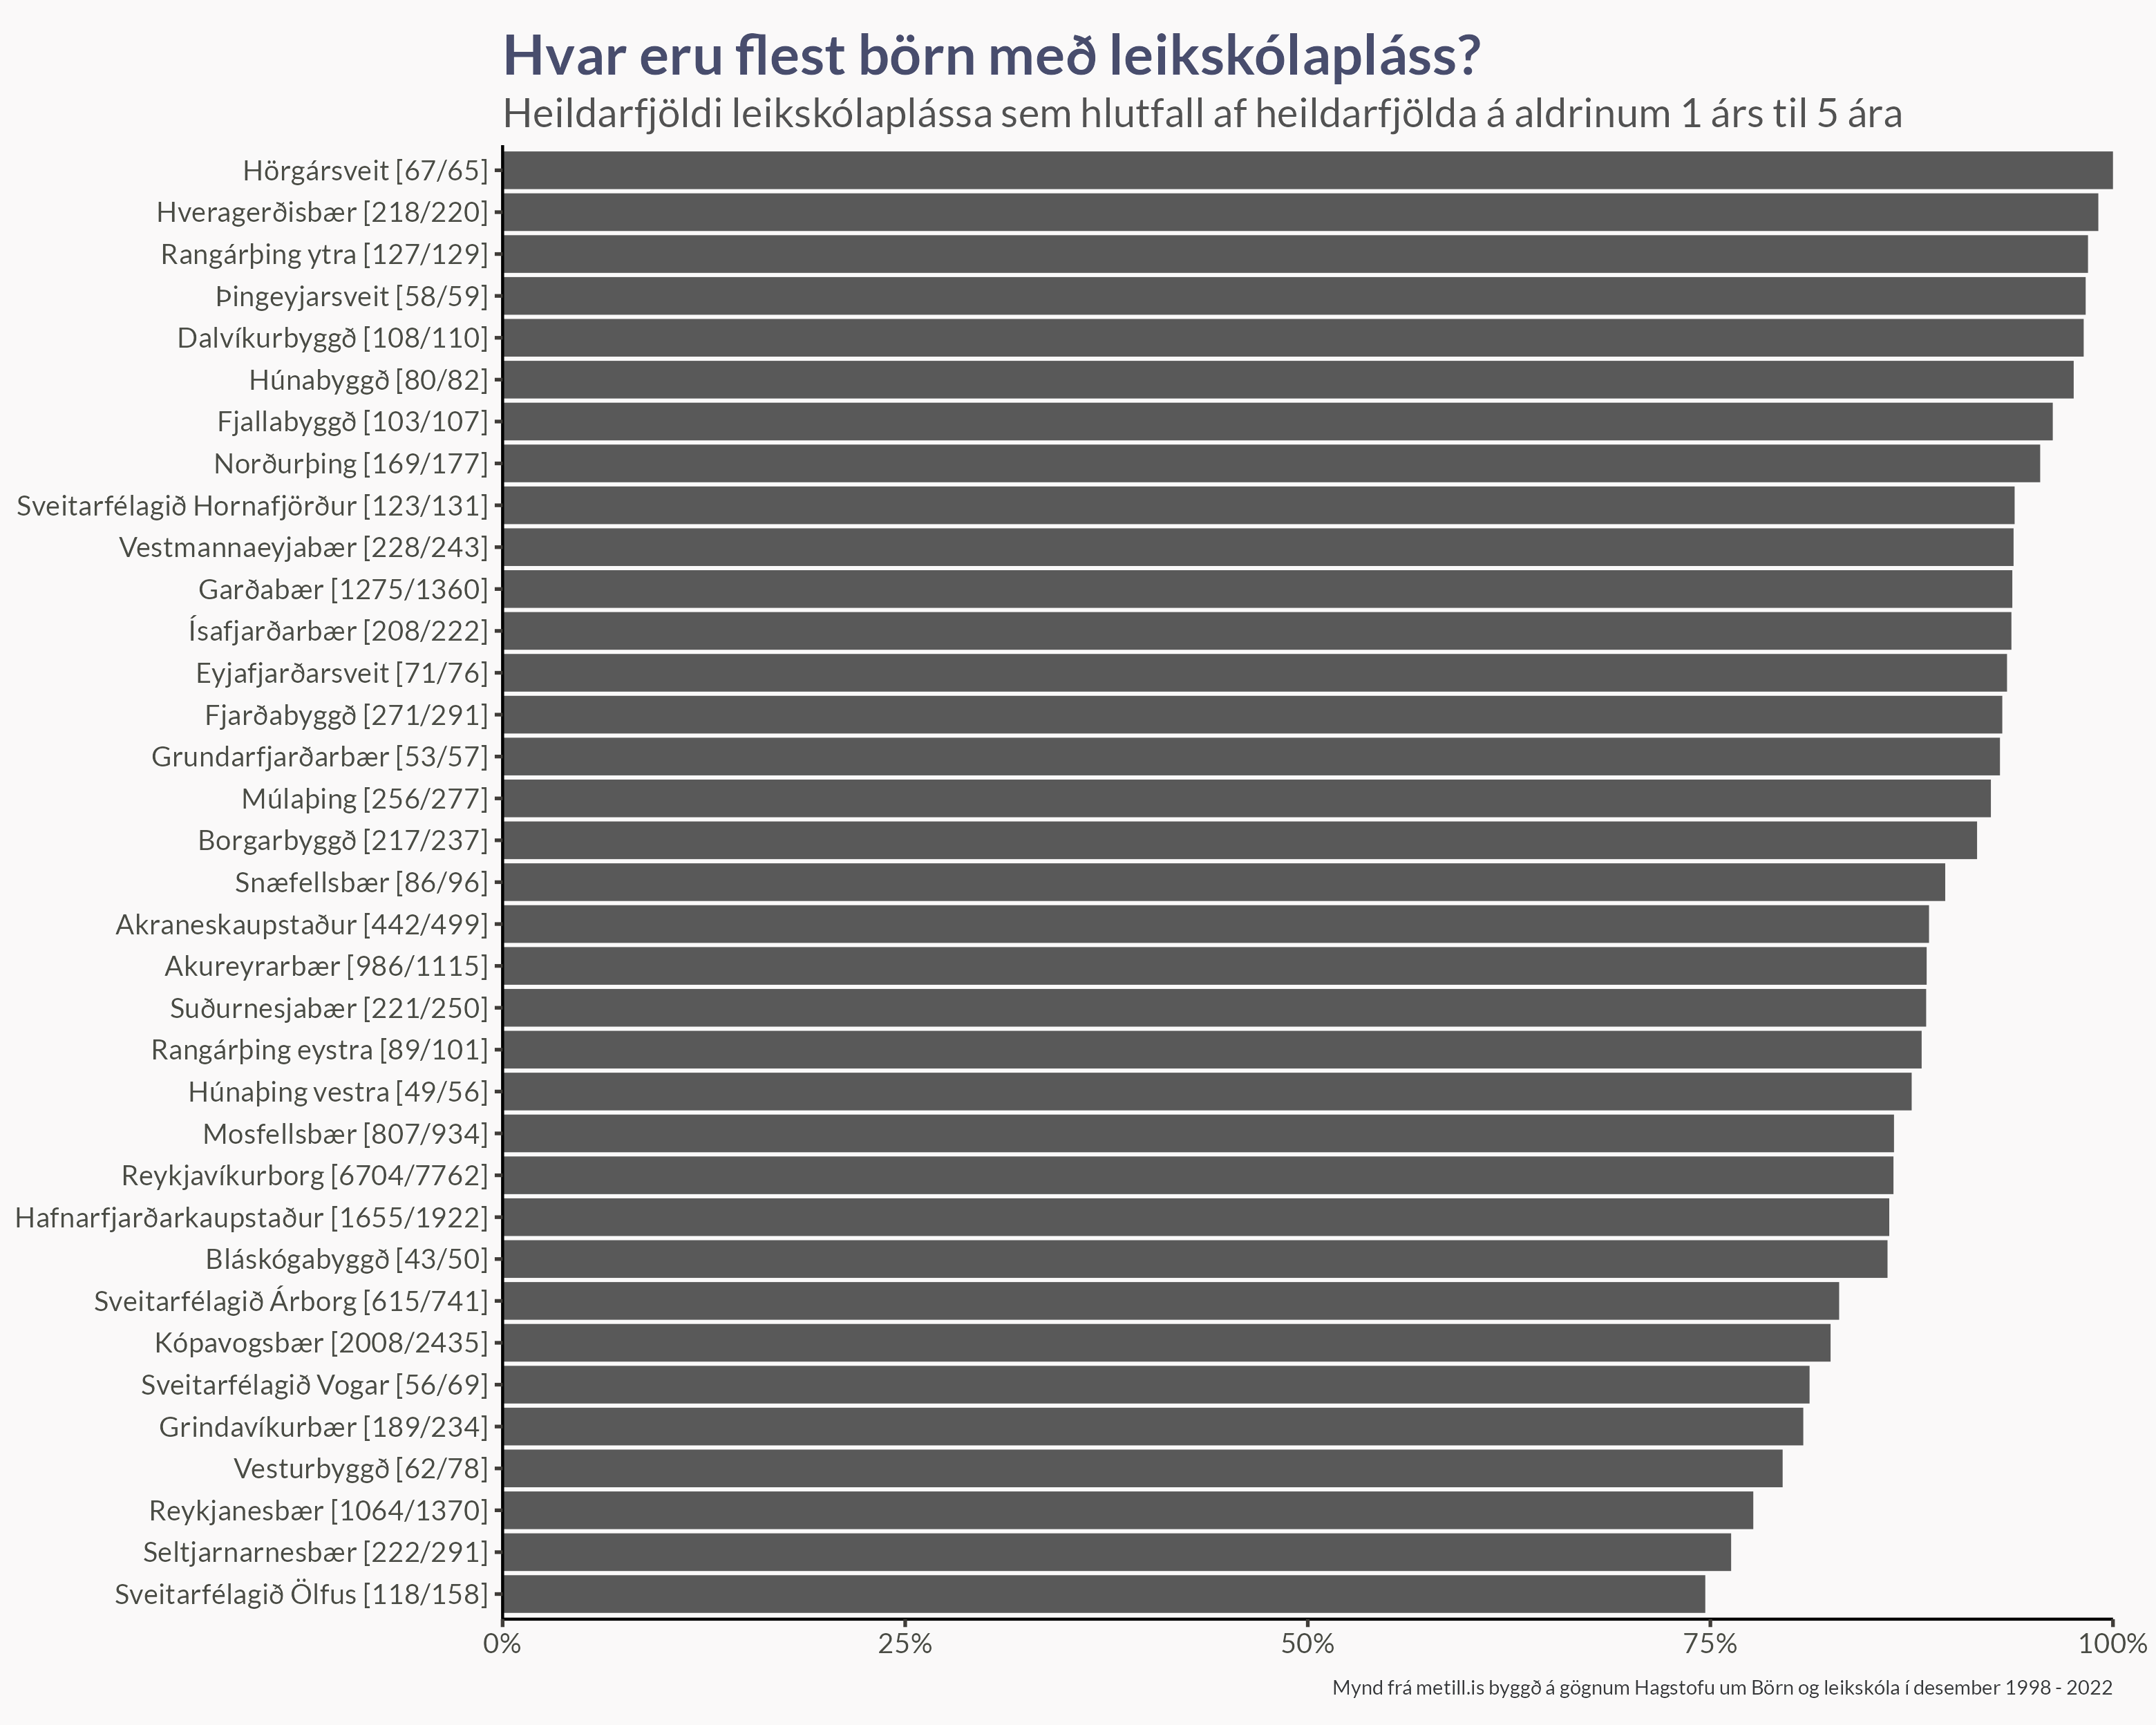 Hvar eru flest börn með leikskólapláss?
Heildarfjöldi leikskólaplássa sem hlutfall af heildarfjölda á aldrinum 1 árs til 5 ára
Hörgársveit [67/65]
Hveragerðisbær [218/220]
Rangárþing ytra [127/129]
Þingeyjarsveit [58/59]
Dalvíkurbyggð [108/110]
Húnabyggð [80/82]
Fjallabyggð [103/107]
Norðurþing [169/177]
Sveitarfélagið Hornafjörður [123/131]
Vestmannaeyjabær [228/243]
Garðabær [1275/1360]
Ísafjarðarbær [208/222]
Eyjafjarðarsveit [71/76]
Fjarðabyggð [271/291]
Grundarfjarðarbær [53/57]
Múlaþing [256/277]
Borgarbyggð [217/237]
Snæfellsbær [86/96]
Akraneskaupstaður [442/499]
Akureyrarbær [986/1115]
Suðurnesjabær [221/250]
Rangárþing eystra [89/101]
Húnaþing vestra [49/56]
Mosfellsbær [807/934]
Reykjavíkurborg [6704/7762]
Hafnarfjarðarkaupstaður [1655/1922]
Bláskógabyggð [43/50]
Sveitarfélagið Árborg [615/741]
Kópavogsbær [2008/2435]
Sveitarfélagið Vogar [56/69]
Grindavíkurbær [189/234]
Vesturbyggð [62/78]
Reykjanesbær [1064/1370]
Seltjarnarnesbær [222/291]
Sveitarfélagið Ölfus [118/158]
0% 25% 50% 75% 100%
Mynd frá metill.is byggð á gögnum Hagstofu um Börn og leikskóla í desember 1998 - 2022